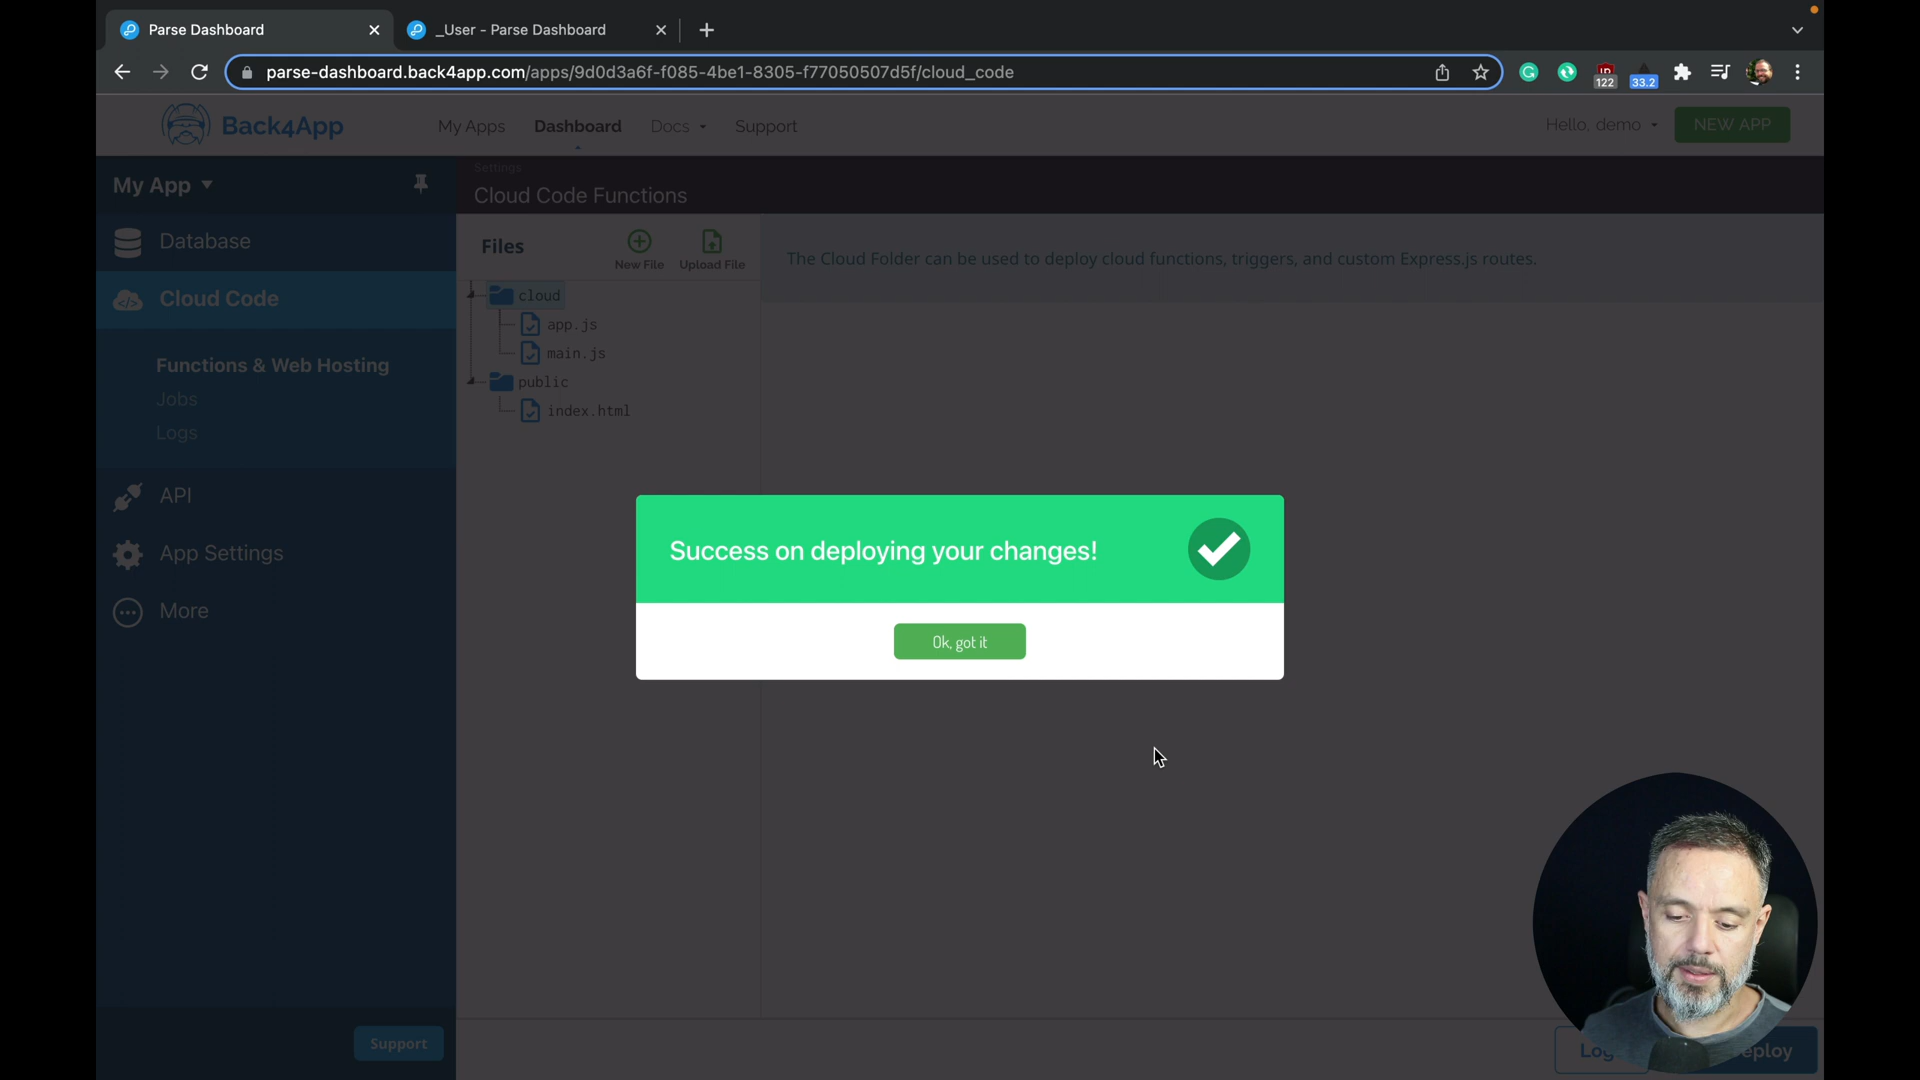 Parse Dashboard
_User - Parse Dashboard
parse-dashboard.back4app.com/apps/9d0d3a6f-f085-4be1-8305-f77050507d5f/cloud_code
122
33.2
Back4App
My Apps
Dashboard
Docs
Support
Hello, demo
NEW APP
My App
Settings
Cloud Code Functions
Database
Cloud Code
Functions & Web Hosting
Jobs
Logs
API
App Settings
More
Support
Files
New File
Upload File
The Cloud Folder can be used to deploy cloud functions, triggers, and custom Express.js routes.
cloud
app.js
main.js
public
index.html
Success on deploying your changes!
Ok, got it